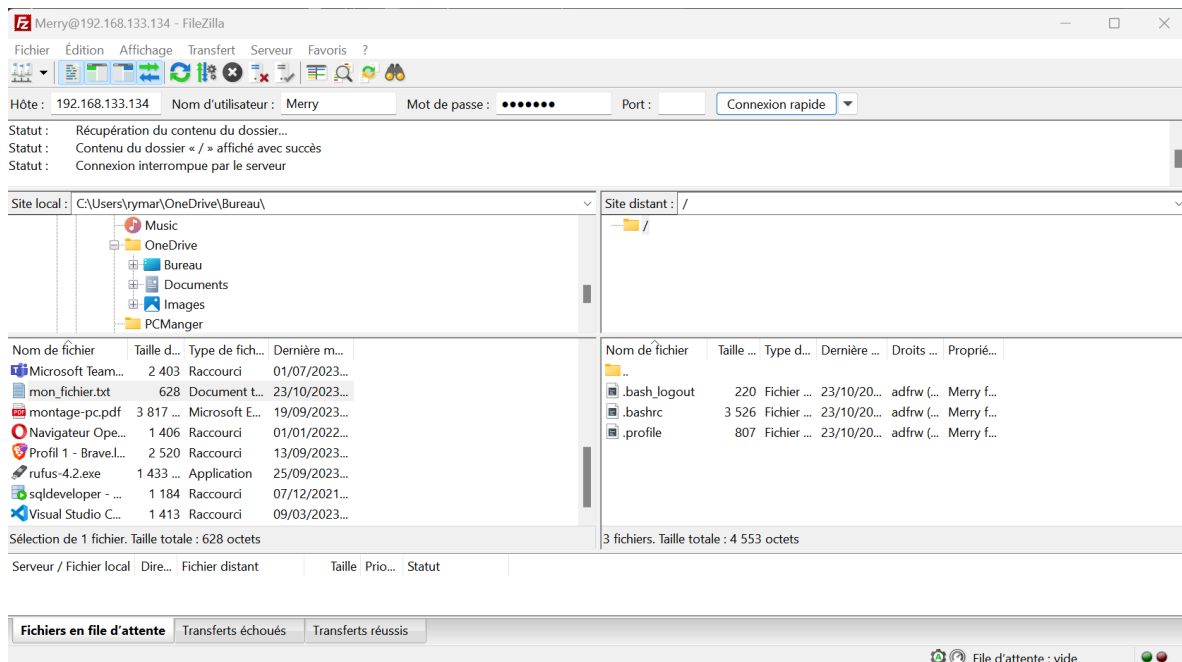 Merry@192.168.133.134 - FileZilla
Fichier Édition Affichage Transfert Serveur Favoris ?
Hôte : 192.168.133.134 Nom d'utilisateur : Merry Mot de passe : ●●●●●●● Port : Connexion rapide
Statut : Récupération du contenu du dossier...
Statut : Contenu du dossier « / » affiché avec succès
Statut : Connexion interrompue par le serveur
Site local : C:\Users\rymar\OneDrive\Bureau\
Music
OneDrive
Bureau
Documents
Images
PCManger
Site distant : /
/
Nom de fichier Taille d... Type de fich... Dernière m...
Microsoft Team... 2 403 Raccourci 01/07/2023...
mon_fichier.txt 628 Document t... 23/10/2023...
montage-pc.pdf 3 817 ... Microsoft E... 19/09/2023...
Navigateur Ope... 1 406 Raccourci 01/01/2022...
Profil 1 - Brave.l... 2 520 Raccourci 13/09/2023...
rufus-4.2.exe 1 433 ... Application 25/09/2023...
sqldeveloper - ... 1 184 Raccourci 07/12/2021...
Visual Studio C... 1 413 Raccourci 09/03/2023...
Sélection de 1 fichier. Taille totale : 628 octets
Nom de fichier Taille ... Type d... Dernière ... Droits ... Proprié...
..
.bash_logout 220 Fichier ... 23/10/20... adfrw (... Merry f...
.bashrc 3 526 Fichier ... 23/10/20... adfrw (... Merry f...
.profile 807 Fichier ... 23/10/20... adfrw (... Merry f...
3 fichiers. Taille totale : 4 553 octets
Serveur / Fichier local Dire... Fichier distant Taille Prio... Statut
Fichiers en file d'attente Transferts échoués Transferts réussis
File d'attente : vide